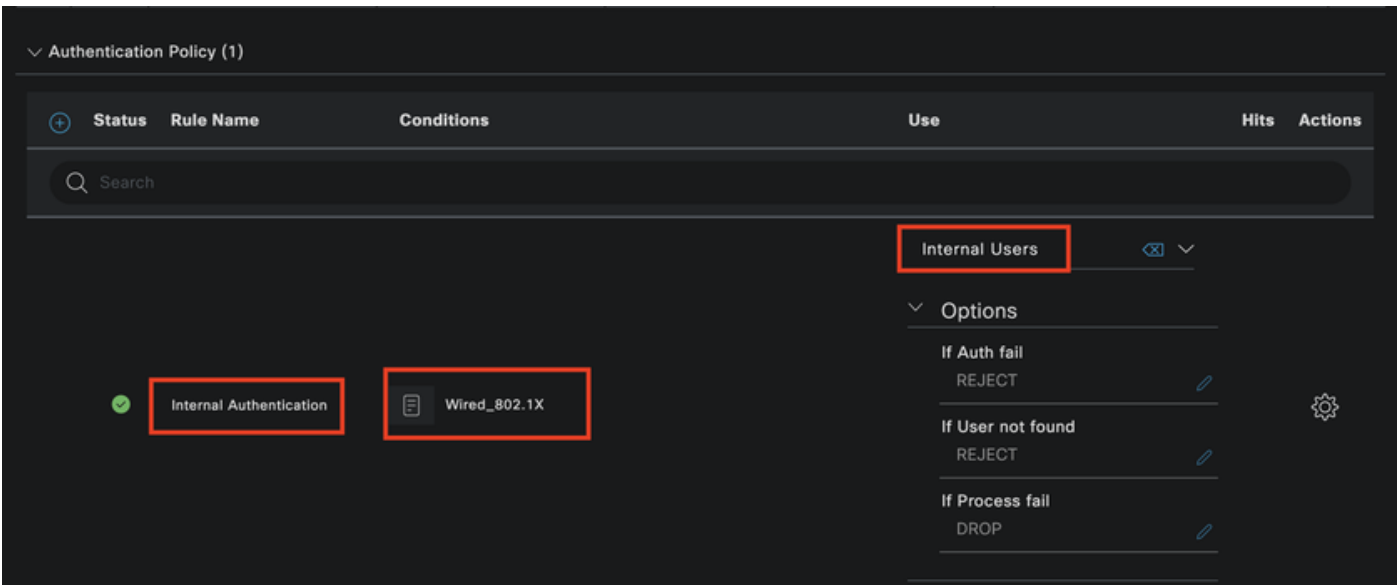 Authentication Policy (1)
Status Rule Name Conditions Use Hits Actions
Search
Internal Users
Options
If Auth fail
REJECT
Internal Authentication Wired_802.1X
If User not found
REJECT
If Process fail
DROP